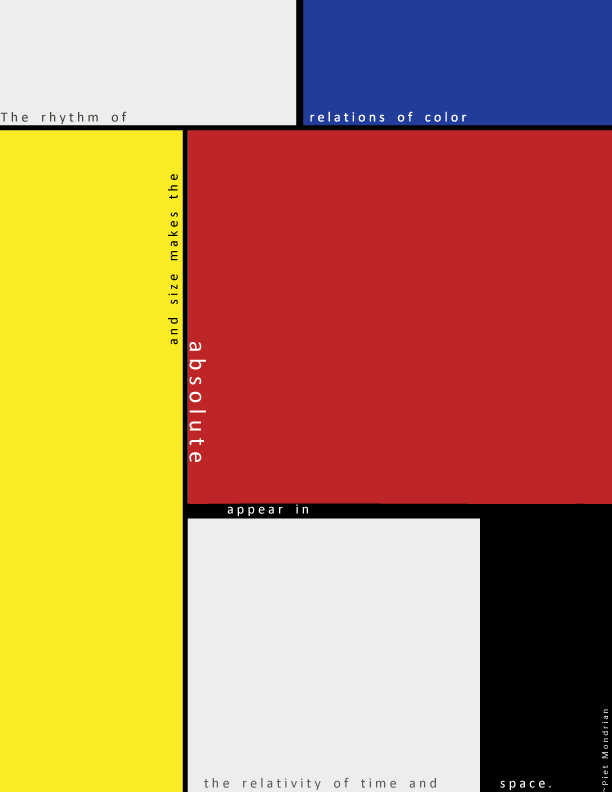 The rhythm of
relations of color
and size makes the
absolute
appear in
the relativity of time and
space.
~Piet Mondrian